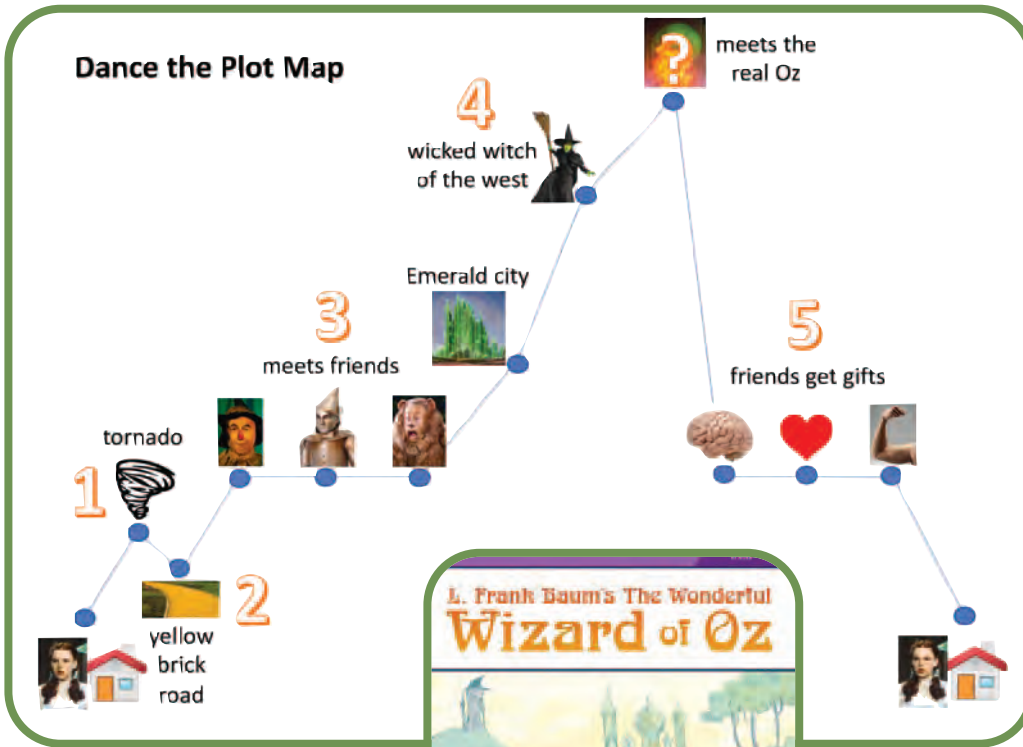 Dance the Plot Map
?
meets the
real Oz
4
wicked witch
of the west
Emerald city
3
meets friends
5
friends get gifts
tornado
1
2
yellow
brick
road
L. Frank Baum's The Wonderful
Wizard of Oz